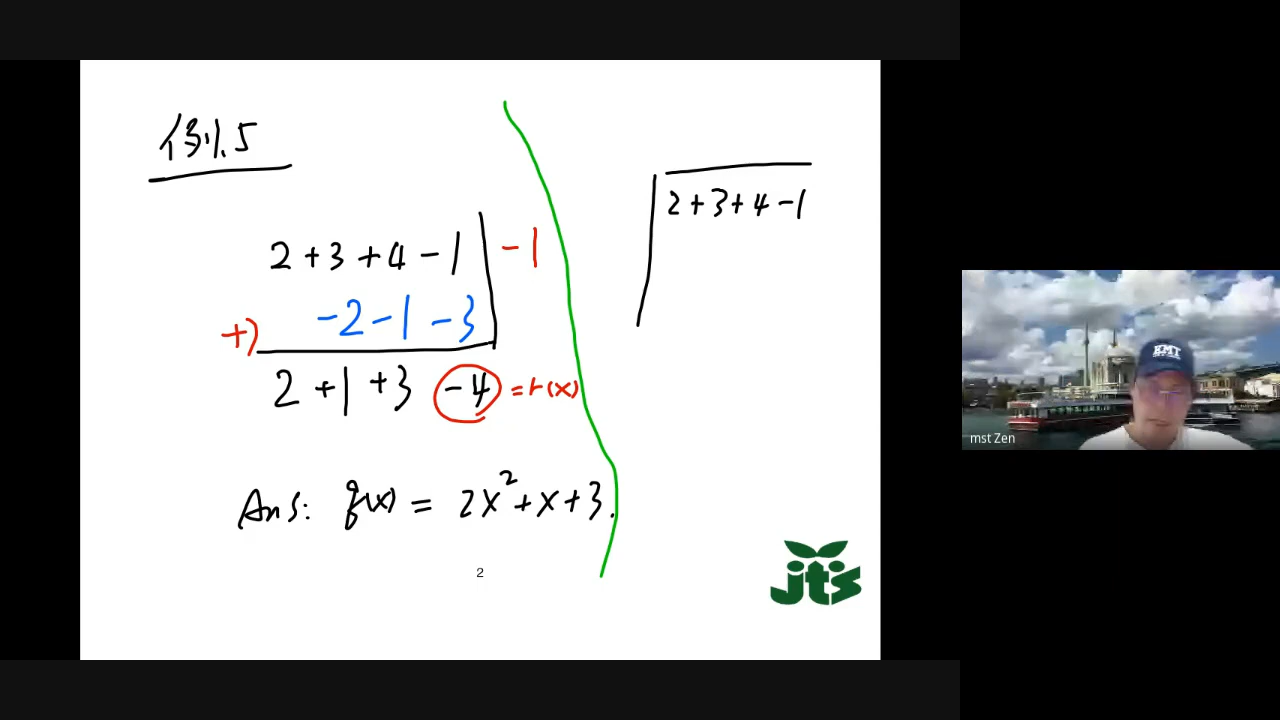 例1.5
2+3+4-1 -1
+) -2-1-3
2+1+3 -4 =r(x)
Ans: q(x) = 2x²+x+3.
2+3+4-1
2
jts
mst Zen